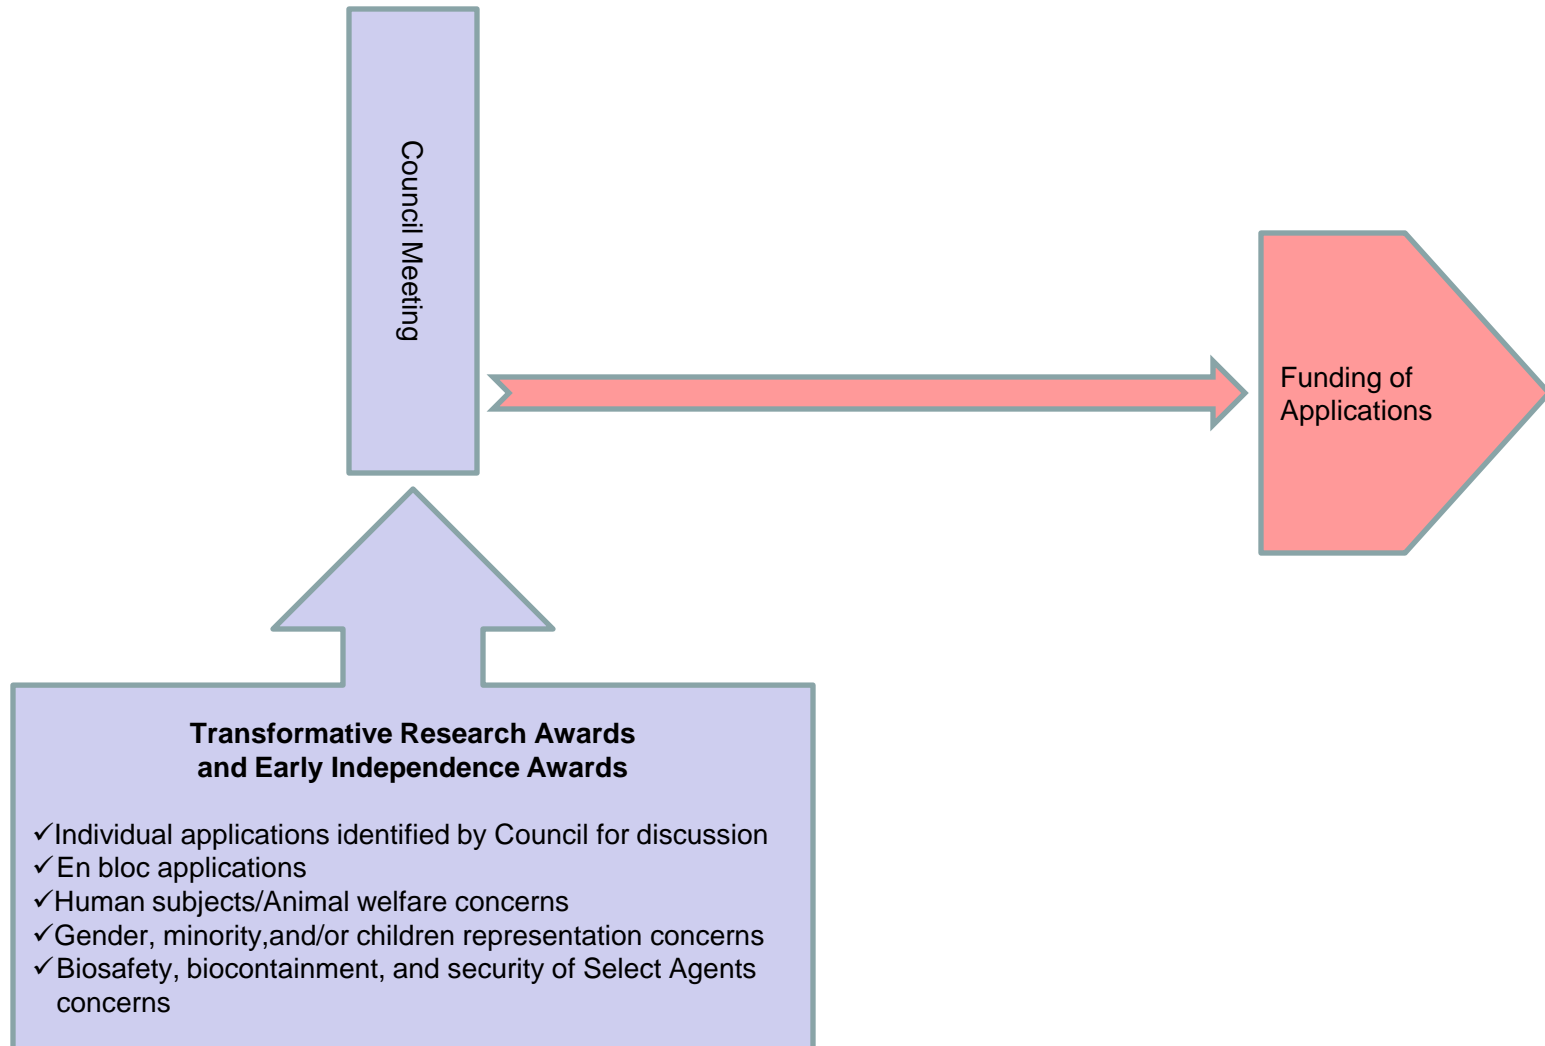 Council Meeting
Funding of
Applications
Transformative Research Awards
and Early Independence Awards
✓Individual applications identified by Council for discussion
✓En bloc applications
✓Human subjects/Animal welfare concerns
✓Gender, minority,and/or children representation concerns
✓Biosafety, biocontainment, and security of Select Agents
concerns